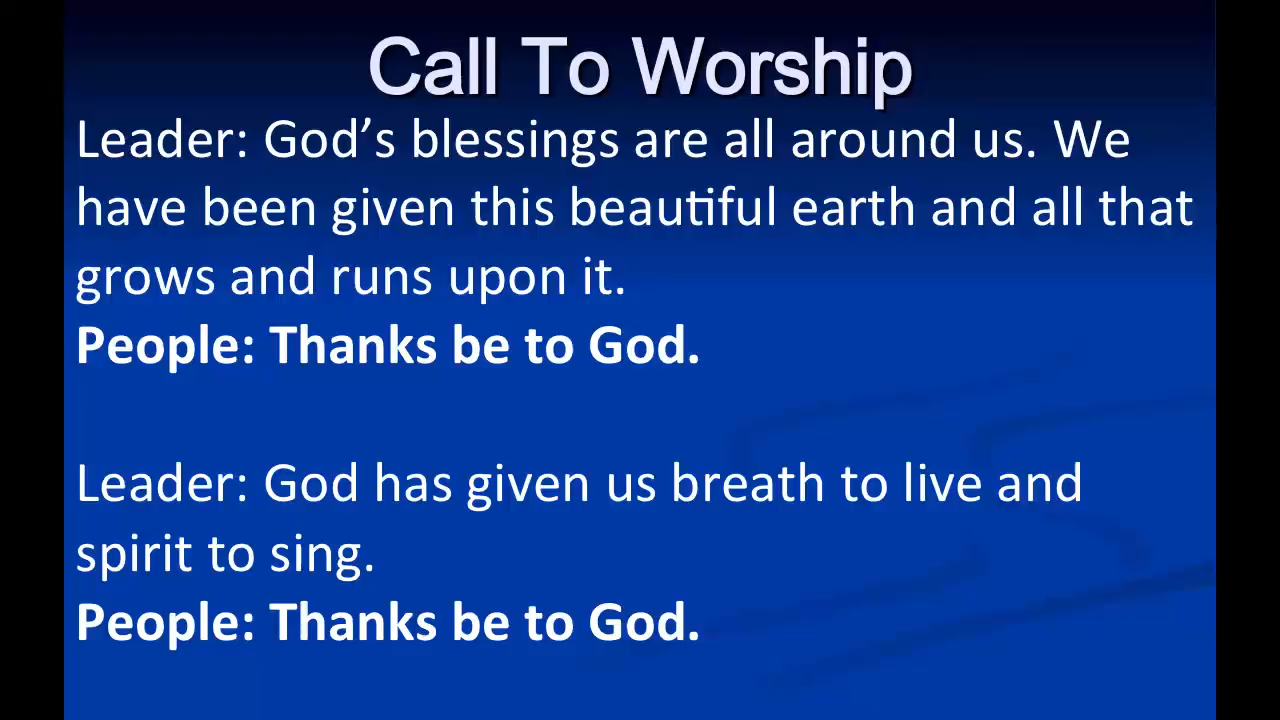 Call To Worship
Leader: God’s blessings are all around us. We
have been given this beautiful earth and all that
grows and runs upon it.
People: Thanks be to God.
Leader: God has given us breath to live and
spirit to sing.
People: Thanks be to God.